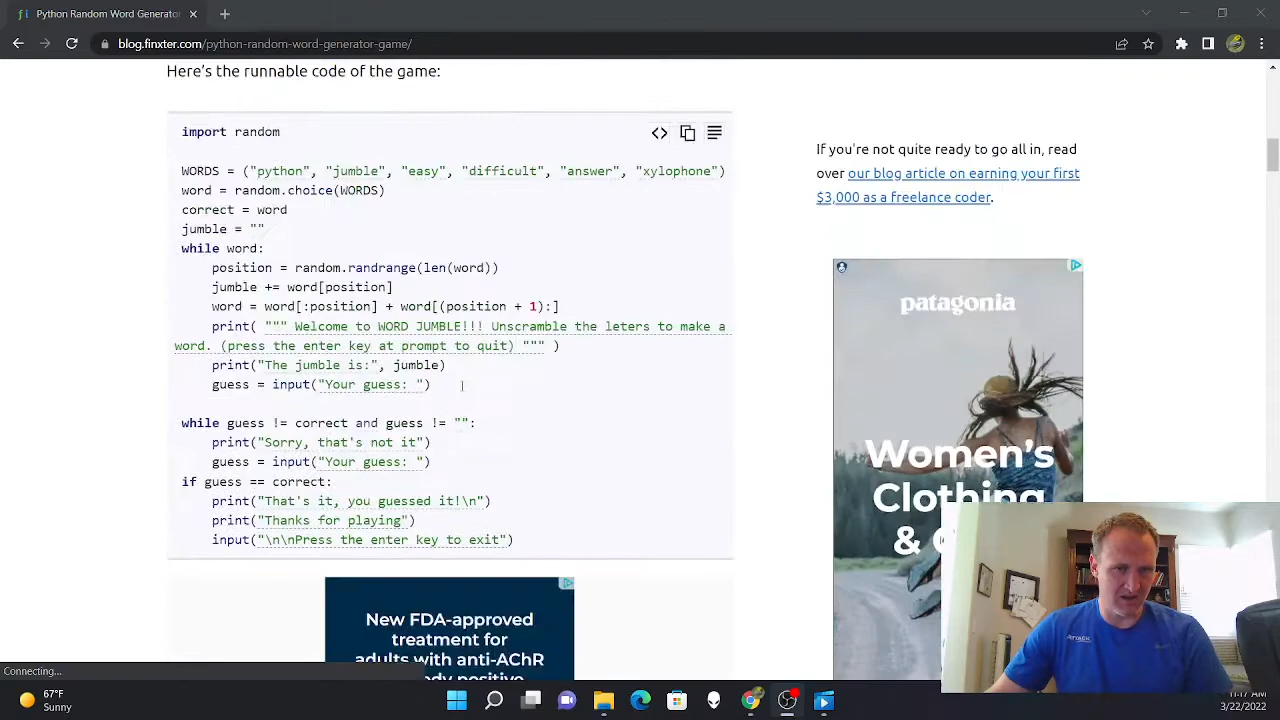 Python Random Word Generator
blog.finxter.com/python-random-word-generator-game/
Here's the runnable code of the game:
import random
WORDS = ("python", "jumble", "easy", "difficult", "answer", "xylophone")
word = random.choice(WORDS)
correct = word
jumble = ""
while word:
position = random.randrange(len(word))
jumble += word[position]
word = word[:position] + word[(position + 1):]
print( """ Welcome to WORD JUMBLE!!! Unscramble the leters to make a
word. (press the enter key at prompt to quit) """ )
print("The jumble is:", jumble)
guess = input("Your guess: ")
while guess != correct and guess != "":
print("Sorry, that's not it")
guess = input("Your guess: ")
if guess == correct:
print("That's it, you guessed it!\n")
print("Thanks for playing")
input("\n\nPress the enter key to exit")
If you're not quite ready to go all in, read
over our blog article on earning your first
$3,000 as a freelance coder.
patagonia
Women's
Clothing
&
New FDA-approved
treatment for
adults with anti-AChR
body positive
Connecting...
67°F
Sunny
11:17 AM
3/22/2022